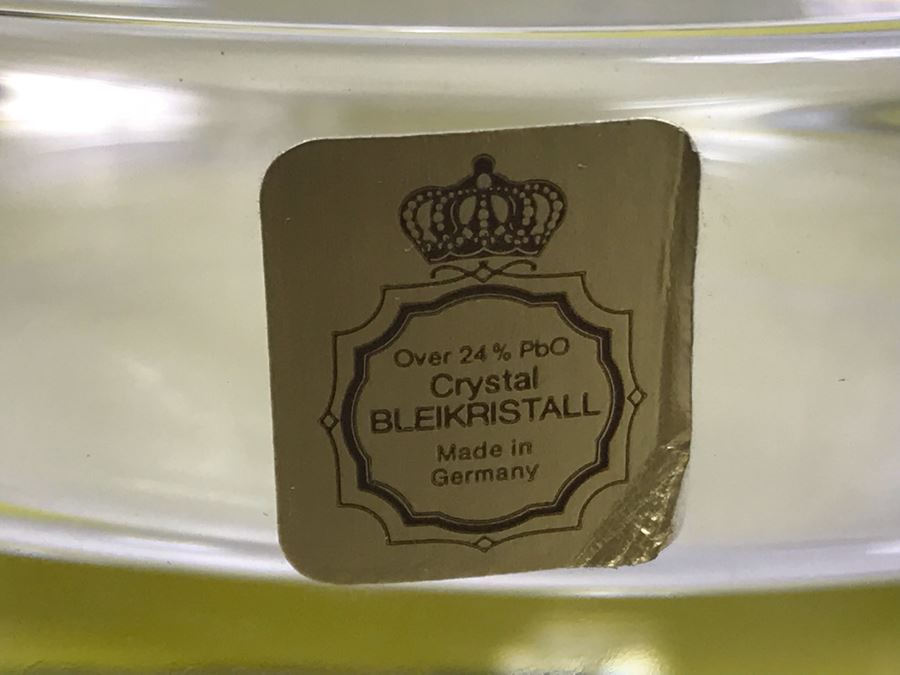 Over 24% PbO
Crystal
BLEIKRISTALL
Made in
Germany